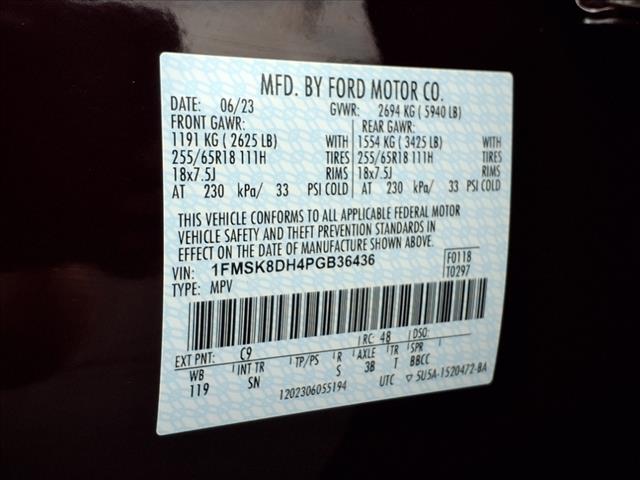 MFD. BY FORD MOTOR CO.
DATE: 06/23 GVWR: 2694 KG ( 5940 LB)
FRONT GAWR: REAR GAWR:
1191 KG ( 2625 LB) WITH 1554 KG ( 3425 LB) WITH
255/65R18 111H TIRES 255/65R18 111H TIRES
18x7.5J RIMS 18x7.5J RIMS
AT 230 kPa/ 33 PSI COLD AT 230 kPa/ 33 PSI COLD
THIS VEHICLE CONFORMS TO ALL APPLICABLE FEDERAL MOTOR
VEHICLE SAFETY AND THEFT PREVENTION STANDARDS IN
EFFECT ON THE DATE OF MANUFACTURE SHOWN ABOVE.
VIN: 1FMSK8DH4PGB36436 F0118
TYPE: MPV T0297
EXT PNT: C9 RC: 48 DSO:
WB INT TR TP/PS R AXLE TR SPR
119 SN S 3B T BBCC
1202306055194 UTC ▽ 5U5A-1520472-BA